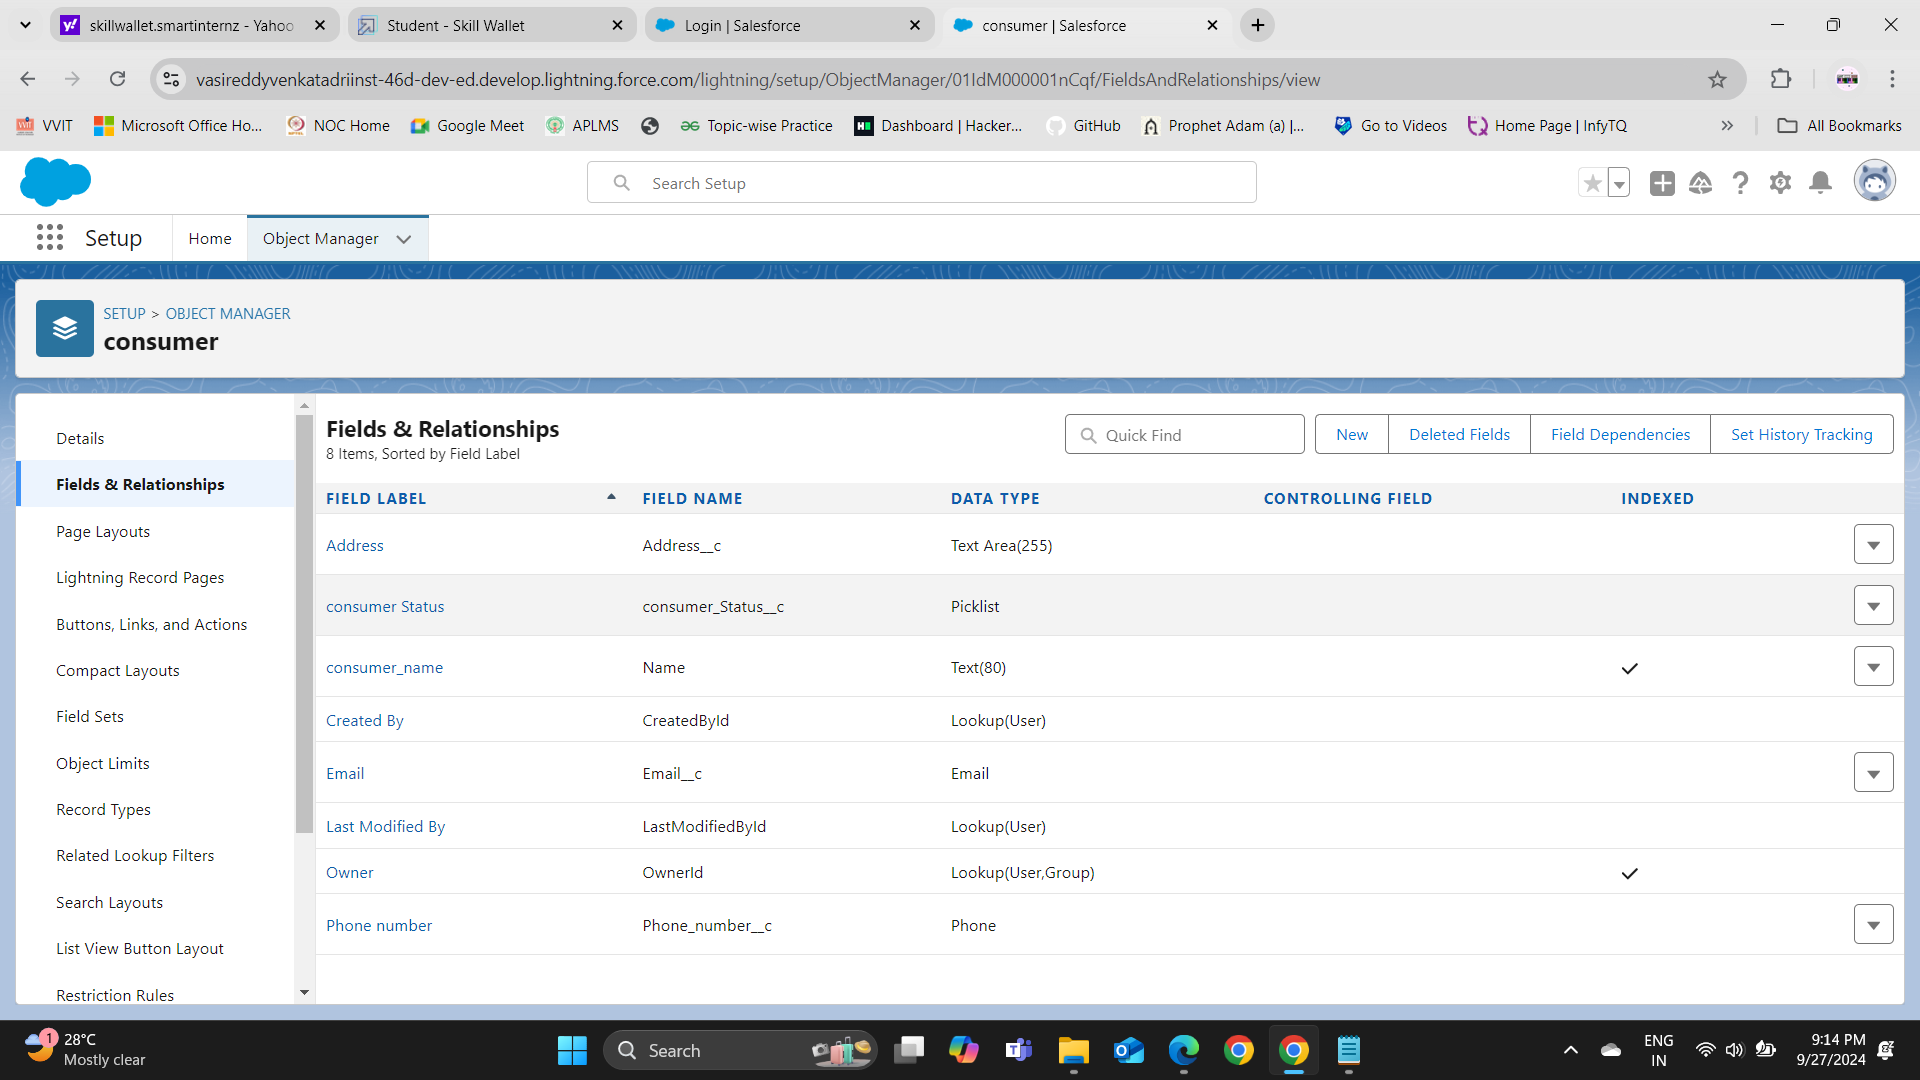 skillwallet.smartinternz - Yahoo
Student - Skill Wallet
Login | Salesforce
consumer | Salesforce
vasireddyvenkatadriinst-46d-dev-ed.develop.lightning.force.com/lightning/setup/ObjectManager/01IdM000001nCqf/FieldsAndRelationships/view
VVIT
Microsoft Office Ho...
NOC Home
Google Meet
APLMS
Topic-wise Practice
Dashboard | Hacker...
GitHub
Prophet Adam (a) |...
Go to Videos
Home Page | InfyTQ
All Bookmarks
Search Setup
Setup
Home
Object Manager
SETUP > OBJECT MANAGER
consumer
Details
Fields & Relationships
Page Layouts
Lightning Record Pages
Buttons, Links, and Actions
Compact Layouts
Field Sets
Object Limits
Record Types
Related Lookup Filters
Search Layouts
List View Button Layout
Restriction Rules
Fields & Relationships
8 Items, Sorted by Field Label
Quick Find
New
Deleted Fields
Field Dependencies
Set History Tracking
FIELD LABEL FIELD NAME DATA TYPE CONTROLLING FIELD INDEXED
Address Address__c Text Area(255)
consumer Status consumer_Status__c Picklist
consumer_name Name Text(80)
Created By CreatedById Lookup(User)
Email Email__c Email
Last Modified By LastModifiedById Lookup(User)
Owner OwnerId Lookup(User,Group)
Phone number Phone_number__c Phone
1
28°C
Mostly clear
Search
ENG
IN
9:14 PM
9/27/2024